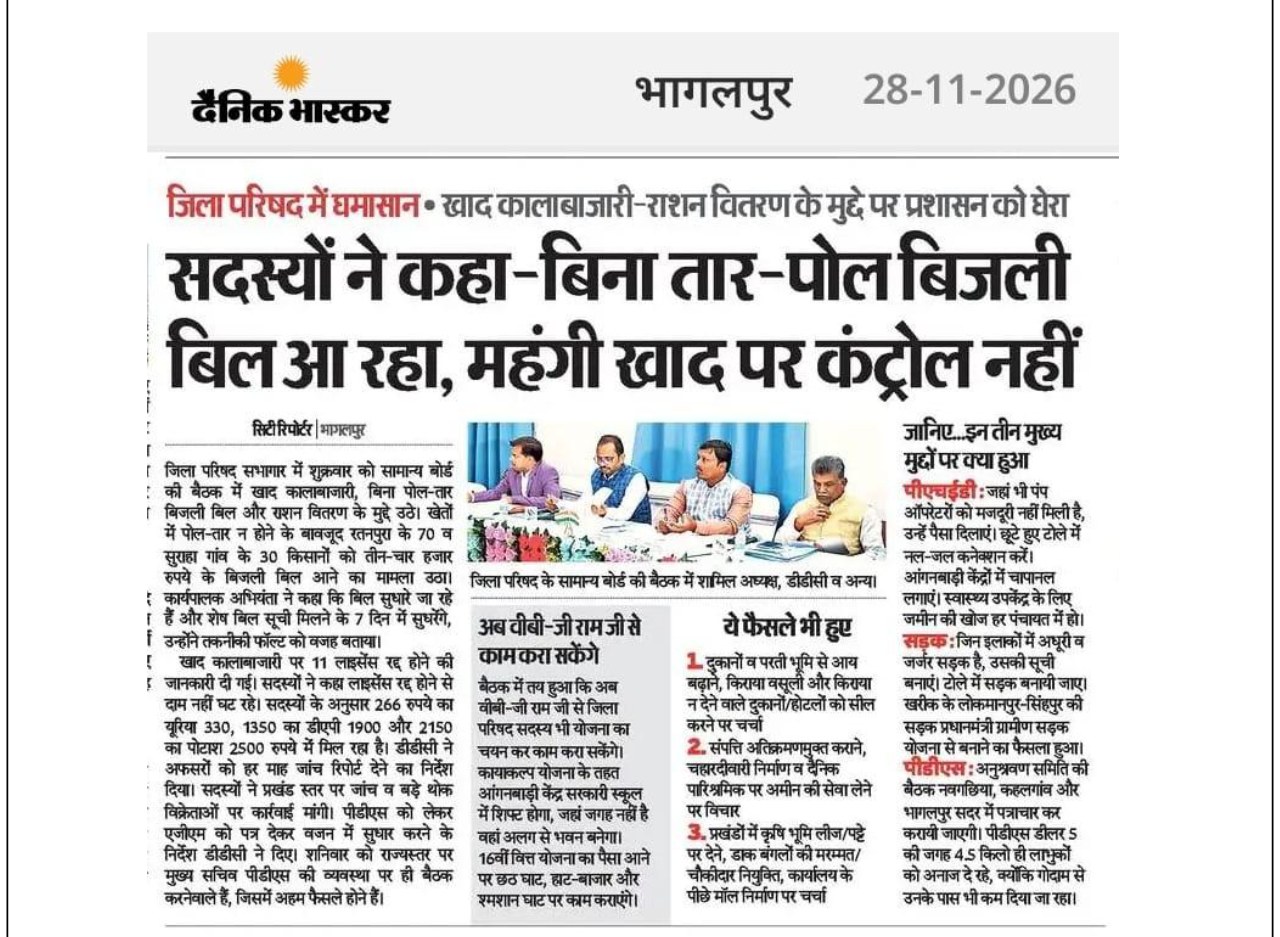 दैनिक भास्कर
भागलपुर
28-11-2026
जिला परिषद में घमासान • खाद कालाबाजारी-राशन वितरण के मुद्दे पर प्रशासन को घेरा
सदस्यों ने कहा-बिना तार-पोल बिजली
बिल आ रहा, महंगी खाद पर कंट्रोल नहीं
सिटी रिपोर्टर | भागलपुर
जिला परिषद सभागार में शुक्रवार को सामान्य बोर्ड
की बैठक में खाद कालाबाजारी, बिना पोल-तार
बिजली बिल और राशन वितरण के मुद्दे उठे। खेतों
में पोल-तार न होने के बावजूद रतनपुरा के 70 व
सुराहा गांव के 30 किसानों को तीन-चार हजार
रुपये के बिजली बिल आने का मामला उठा।
कार्यपालक अभियंता ने कहा कि बिल सुधारे जा रहे
हैं और शेष बिल सूची मिलने के 7 दिन में सुधरेंगे,
उन्होंने तकनीकी फॉल्ट को वजह बताया।
खाद कालाबाजारी पर 11 लाइसेंस रद्द होने की
जानकारी दी गई। सदस्यों ने कहा लाइसेंस रद्द होने से
दाम नहीं घट रहे। सदस्यों के अनुसार 266 रुपये का
यूरिया 330, 1350 का डीएपी 1900 और 2150
का पोटाश 2500 रुपये में मिल रहा है। डीडीसी ने
अफसरों को हर माह जांच रिपोर्ट देने का निर्देश
दिया। सदस्यों ने प्रखंड स्तर पर जांच व बड़े थोक
विक्रेताओं पर कार्रवाई मांगी। पीडीएस को लेकर
एजीएम को पत्र देकर वजन में सुधार करने के
निर्देश डीडीसी ने दिए। शनिवार को राज्यस्तर पर
मुख्य सचिव पीडीएस की व्यवस्था पर ही बैठक
करनेवाले हैं, जिसमें अहम फैसले होने हैं।
जिला परिषद के सामान्य बोर्ड की बैठक में शामिल अध्यक्ष, डीडीसी व अन्य।
अब वीबी-जी राम जी से
काम करा सकेंगे
बैठक में तय हुआ कि अब
वीबी-जी राम जी से जिला
परिषद सदस्य भी योजना का
चयन कर काम करा सकेंगे।
कायाकल्प योजना के तहत
आंगनबाड़ी केंद्र सरकारी स्कूल
में शिफ्ट होगा, जहां जगह नहीं है
वहां अलग से भवन बनेगा।
16वीं वित्त योजना का पैसा आने
पर छठ घाट, हाट-बाजार और
श्मशान घाट पर काम कराएंगे।
ये फैसले भी हुए
1. दुकानों व परती भूमि से आय
बढ़ाने, किराया वसूली और किराया
न देने वाले दुकानों/होटलों को सील
करने पर चर्चा
2. संपत्ति अतिक्रमणमुक्त कराने,
चहारदीवारी निर्माण व दैनिक
पारिश्रमिक पर अमीन की सेवा लेने
पर विचार
3. प्रखंडों में कृषि भूमि लीज/पट्टे
पर देने, डाक बंगलों की मरम्मत/
चौकीदार नियुक्ति, कार्यालय के
पीछे मॉल निर्माण पर चर्चा
जानिए...इन तीन मुख्य
मुद्दों पर क्या हुआ
पीएचईडी: जहां भी पंप
ऑपरेटरों को मजदूरी नहीं मिली है,
उन्हें पैसा दिलाएं। छूटे हुए टोले में
नल-जल कनेक्शन करें।
आंगनबाड़ी केंद्रों में चापानल
लगाएं। स्वास्थ्य उपकेंद्र के लिए
जमीन की खोज हर पंचायत में हो।
सड़क: जिन इलाकों में अधूरी व
जर्जर सड़क है, उसकी सूची
बनाएं। टोले में सड़क बनायी जाए।
खरीक के लोकमानपुर-सिंहपुर की
सड़क प्रधानमंत्री ग्रामीण सड़क
योजना से बनाने का फैसला हुआ।
पीडीएस: अनुश्रवण समिति की
बैठक नवगछिया, कहलगांव और
भागलपुर सदर में पत्राचार कर
करायी जाएगी। पीडीएस डीलर 5
की जगह 4.5 किलो ही लाभुकों
को अनाज दे रहे, क्योंकि गोदाम से
उनके पास भी कम दिया जा रहा।